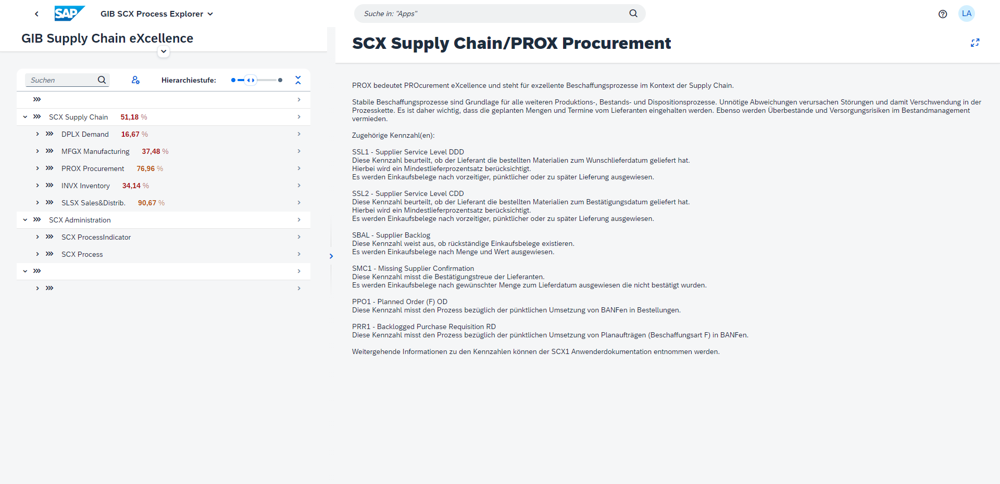 SAP
GIB SCX Process Explorer
Suche in: "Apps"
LA
GIB Supply Chain eXcellence
Suchen
Hierarchiestufe:
SCX Supply Chain 51,18 %
DPLX Demand 16,67 %
MFGX Manufacturing 37,48 %
PROX Procurement 76,96 %
INVX Inventory 34,14 %
SLSX Sales&Distrib. 90,67 %
SCX Administration
SCX ProcessIndicator
SCX Process
SCX Supply Chain/PROX Procurement
PROX bedeutet PROcurement eXcellence und steht für exzellente Beschaffungsprozesse im Kontext der Supply Chain.
Stabile Beschaffungsprozesse sind Grundlage für alle weiteren Produktions-, Bestands- und Dispositionsprozesse. Unnötige Abweichungen verursachen Störungen und damit Verschwendung in der
Prozesskette. Es ist daher wichtig, dass die geplanten Mengen und Termine vom Lieferanten eingehalten werden. Ebenso werden Überbestände und Versorgungsrisiken im Bestandmanagement
vermieden.
Zugehörige Kennzahl(en):
SSL1 - Supplier Service Level DDD
Diese Kennzahl beurteilt, ob der Lieferant die bestellten Materialien zum Wunschlieferdatum geliefert hat.
Hierbei wird ein Mindestlieferprozentsatz berücksichtigt.
Es werden Einkaufsbelege nach vorzeitiger, pünktlicher oder zu später Lieferung ausgewiesen.
SSL2 - Supplier Service Level CDD
Diese Kennzahl beurteilt, ob der Lieferant die bestellten Materialien zum Bestätigungsdatum geliefert hat.
Hierbei wird ein Mindestlieferprozentsatz berücksichtigt.
Es werden Einkaufsbelege nach vorzeitiger, pünktlicher oder zu später Lieferung ausgewiesen.
SBAL - Supplier Backlog
Diese Kennzahl weist aus, ob rückständige Einkaufsbelege existieren.
Es werden Einkaufsbelege nach Menge und Wert ausgewiesen.
SMC1 - Missing Supplier Confirmation
Diese Kennzahl misst die Bestätigungstreue der Lieferanten.
Es werden Einkaufsbelege nach gewünschter Menge zum Lieferdatum ausgewiesen die nicht bestätigt wurden.
PPO1 - Planned Order (F) OD
Diese Kennzahl misst den Prozess bezüglich der pünktlichen Umsetzung von BANFen in Bestellungen.
PRR1 - Backlogged Purchase Requisition RD
Diese Kennzahl misst den Prozess bezüglich der pünktlichen Umsetzung von Planaufträgen (Beschaffungsart F) in BANFen.
Weitergehende Informationen zu den Kennzahlen können der SCX1 Anwenderdokumentation entnommen werden.